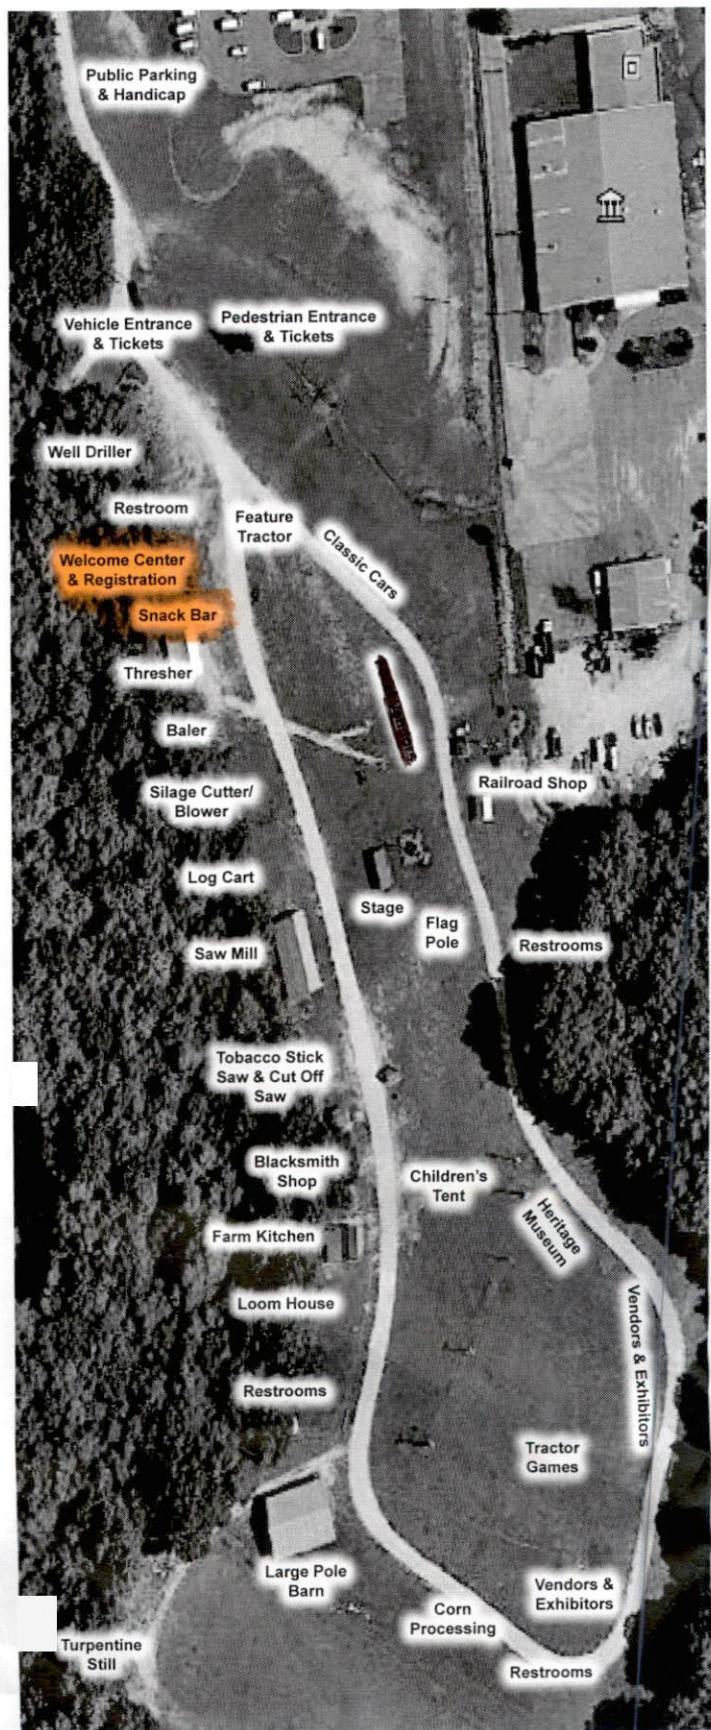 Public Parking
& Handicap
Vehicle Entrance
& Tickets
Pedestrian Entrance
& Tickets
Well Driller
Restroom
Feature
Tractor
Classic Cars
Welcome Center
& Registration
Snack Bar
Thresher
Baler
Railroad Shop
Silage Cutter/
Blower
Log Cart
Stage
Flag
Pole
Saw Mill
Restrooms
Tobacco Stick
Saw & Cut Off
Saw
Blacksmith
Shop
Children's
Tent
Heritage
Museum
Farm Kitchen
Loom House
Vendors & Exhibitors
Restrooms
Tractor
Games
Large Pole
Barn
Vendors &
Exhibitors
Corn
Processing
Turpentine
Still
Restrooms